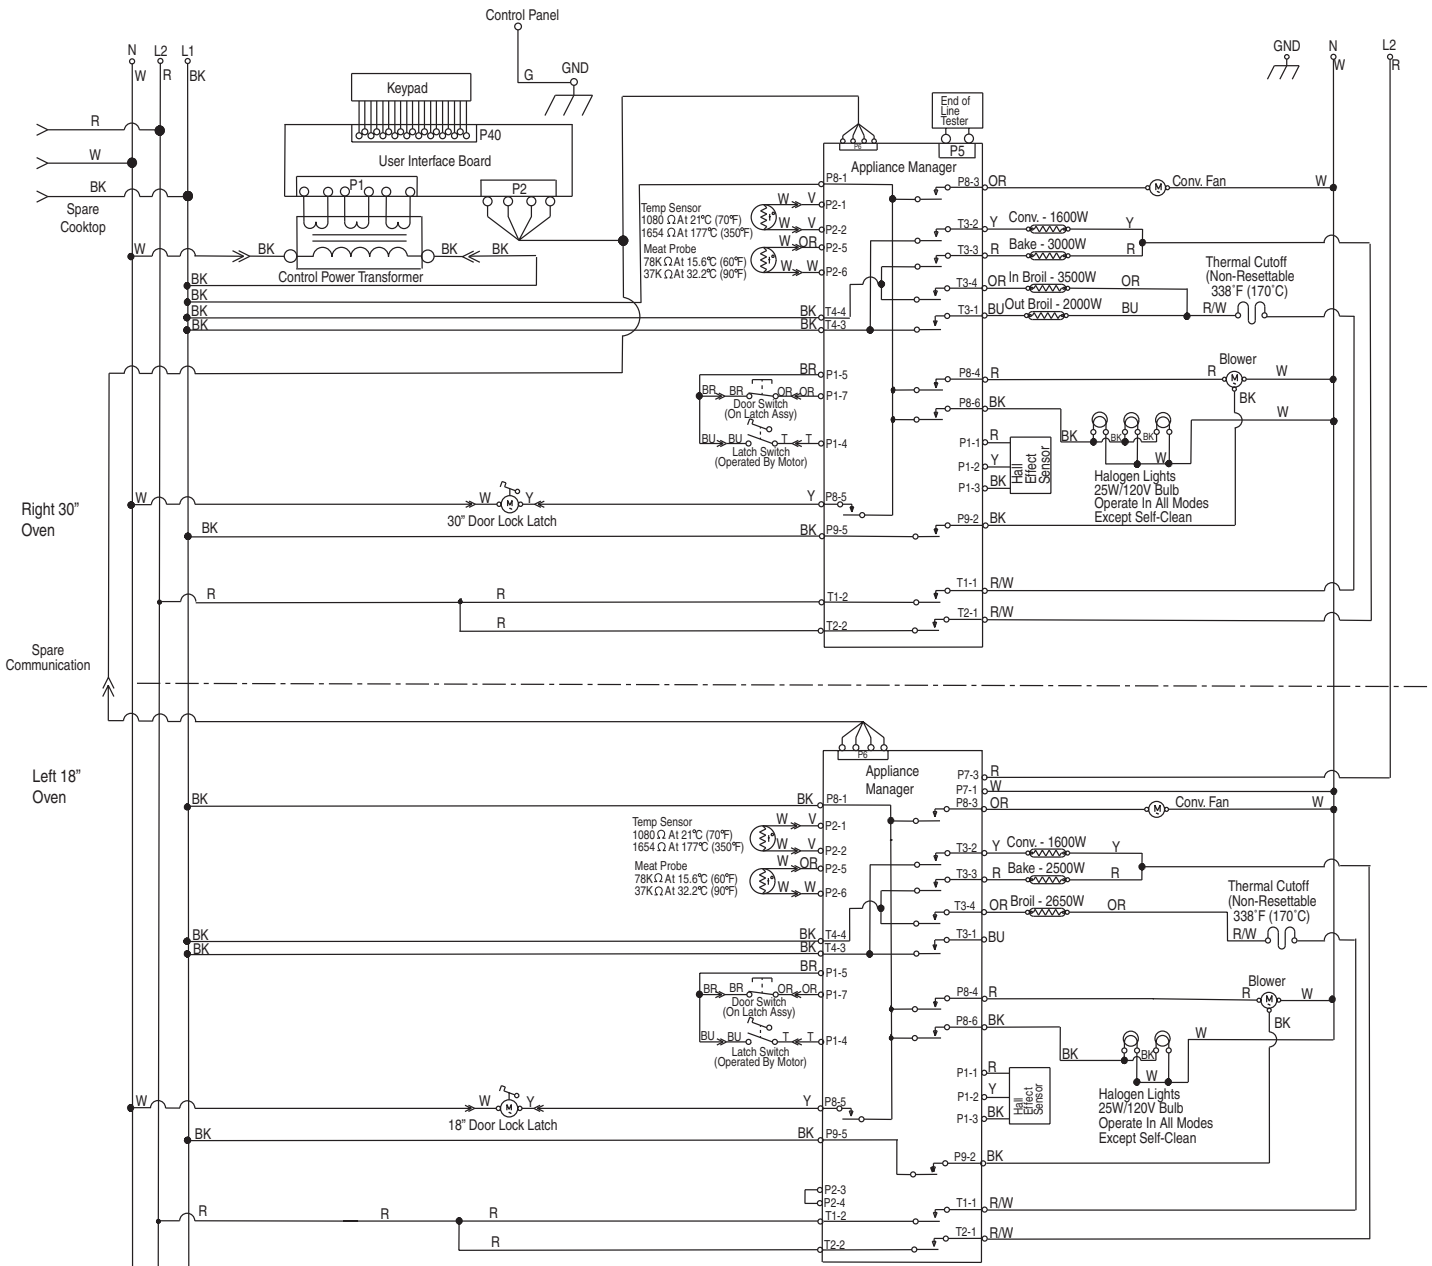 Control Panel
N L2 L1
W R BK
G GND
Keypad
P40
User Interface Board
P1 P2
R
W
BK
Spare
Cooktop
W BK BK BK
Control Power Transformer
BK
BK
BK
BK
End of
Line
Tester
P6 P5
Appliance Manager
GND N L2
W R
P8-1 P8-3 OR Conv. Fan W
Temp Sensor
1080 Ω At 21°C (70°F)
1654 Ω At 177°C (350°F)
W V P2-1
W V P2-2
Meat Probe
78K Ω At 15.6°C (60°F)
37K Ω At 32.2°C (90°F)
W OR P2-5
W W P2-6
T3-2 Y Conv. - 1600W Y
T3-3 R Bake - 3000W R
T3-4 OR In Broil - 3500W OR
T3-1 BU Out Broil - 2000W BU R/W
Thermal Cutoff
(Non-Resettable
338˚F (170˚C)
BK T4-4
BK T4-3
BR P1-5
BR BR OR OR P1-7
Door Switch
(On Latch Assy)
BU BU T T P1-4
Latch Switch
(Operated By Motor)
P8-4 R R Blower W
BK
P8-6 BK BK BK BK W W
P1-1 R
P1-2 Y
P1-3 BK
Hall
Effect
Sensor
Halogen Lights
25W/120V Bulb
Operate In All Modes
Except Self-Clean
Right 30”
Oven
W W Y Y P8-5
30” Door Lock Latch
BK BK P9-5 P9-2 BK
R R T1-2 T1-1 R/W
R T2-2 T2-1 R/W
Spare
Communication
Left 18”
Oven
P6
Appliance
Manager
P7-3 R
P7-1 W
BK BK P8-1 P8-3 OR Conv. Fan W
Temp Sensor
1080 Ω At 21°C (70°F)
1654 Ω At 177°C (350°F)
W V P2-1
W V P2-2
Meat Probe
78K Ω At 15.6°C (60°F)
37K Ω At 32.2°C (90°F)
W OR P2-5
W W P2-6
T3-2 Y Conv. - 1600W Y
T3-3 R Bake - 2500W R
T3-4 OR Broil - 2650W OR R/W
Thermal Cutoff
(Non-Resettable
338˚F (170˚C)
BK BK T4-4 T3-1 BU
BK BK T4-3
BR P1-5
BR BR OR OR P1-7
Door Switch
(On Latch Assy)
BU BU T T P1-4
Latch Switch
(Operated By Motor)
P8-4 R R Blower W
BK
P8-6 BK BK BK W W
P1-1 R
P1-2 Y
P1-3 BK
Hall
Effect
Sensor
Halogen Lights
25W/120V Bulb
Operate In All Modes
Except Self-Clean
W W Y Y P8-5
18” Door Lock Latch
BK BK P9-5 P9-2 BK
P2-3
P2-4
R R R T1-2 T1-1 R/W
R T2-2 T2-1 R/W